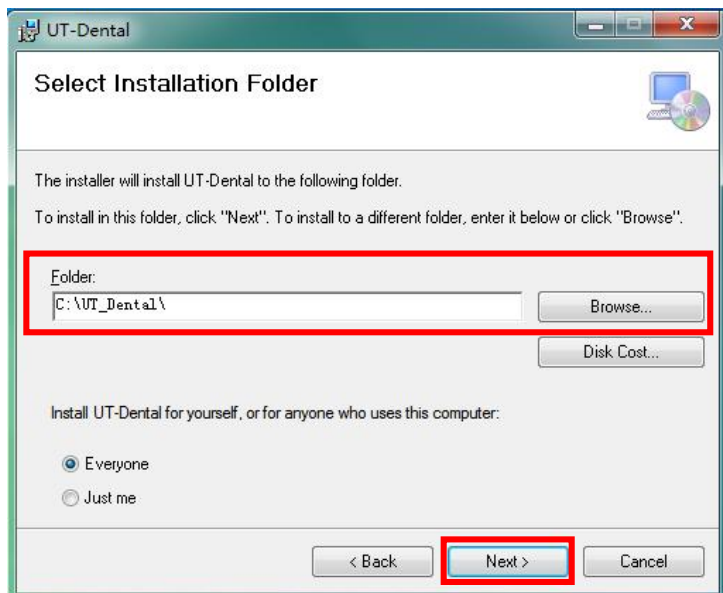 UT-Dental
Select Installation Folder
The installer will install UT-Dental to the following folder.
To install in this folder, click "Next". To install to a different folder, enter it below or click "Browse".
Folder:
C:\UT_Dental\
Browse...
Disk Cost...
Install UT-Dental for yourself, or for anyone who uses this computer:
Everyone
Just me
< Back
Next >
Cancel